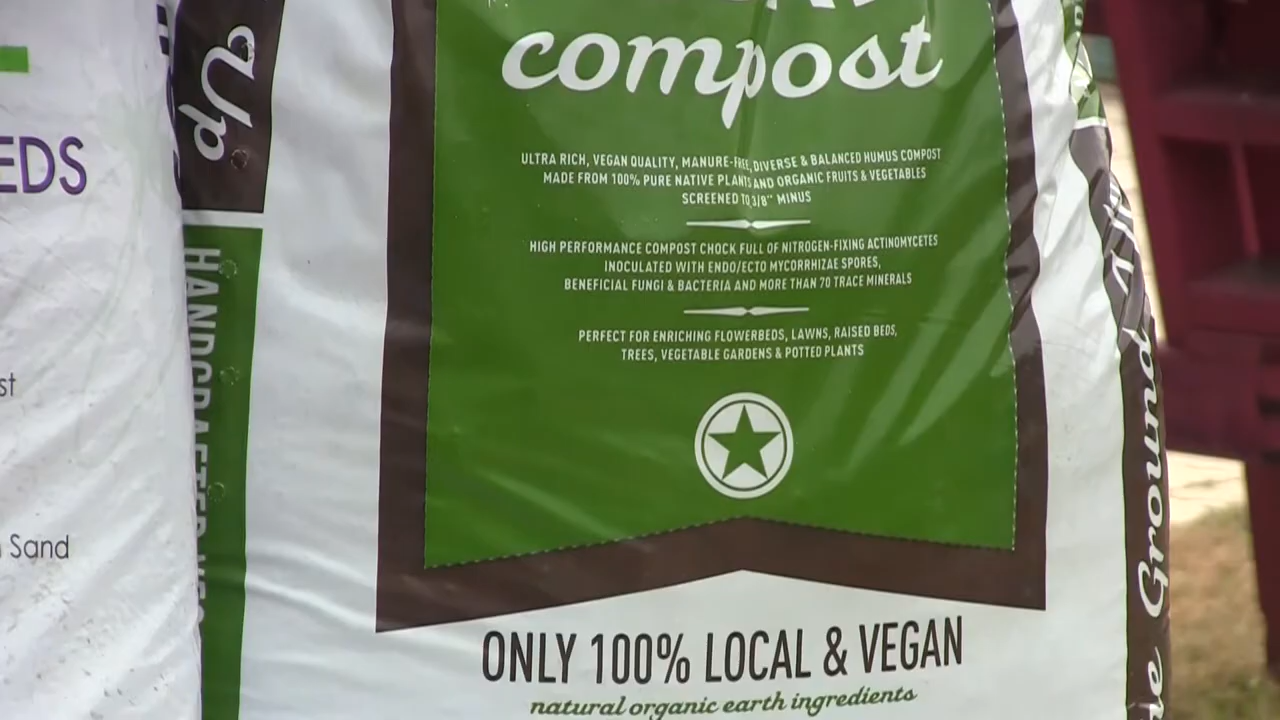 compost
ULTRA RICH, VEGAN QUALITY, MANURE-FREE, DIVERSE & BALANCED HUMUS COMPOST
MADE FROM 100% PURE NATIVE PLANTS AND ORGANIC FRUITS & VEGETABLES
SCREENED TO 3/8" MINUS
HIGH PERFORMANCE COMPOST CHOCK FULL OF NITROGEN-FIXING ACTINOMYCETES
INOCULATED WITH ENDO/ECTO MYCORRHIZAE SPORES,
BENEFICIAL FUNGI & BACTERIA AND MORE THAN 70 TRACE MINERALS
PERFECT FOR ENRICHING FLOWERBEDS, LAWNS, RAISED BEDS,
TREES, VEGETABLE GARDENS & POTTED PLANTS
ONLY 100% LOCAL & VEGAN
natural organic earth ingredients
Up
HANDCRAFTED
EDS
st
Sand
Ground